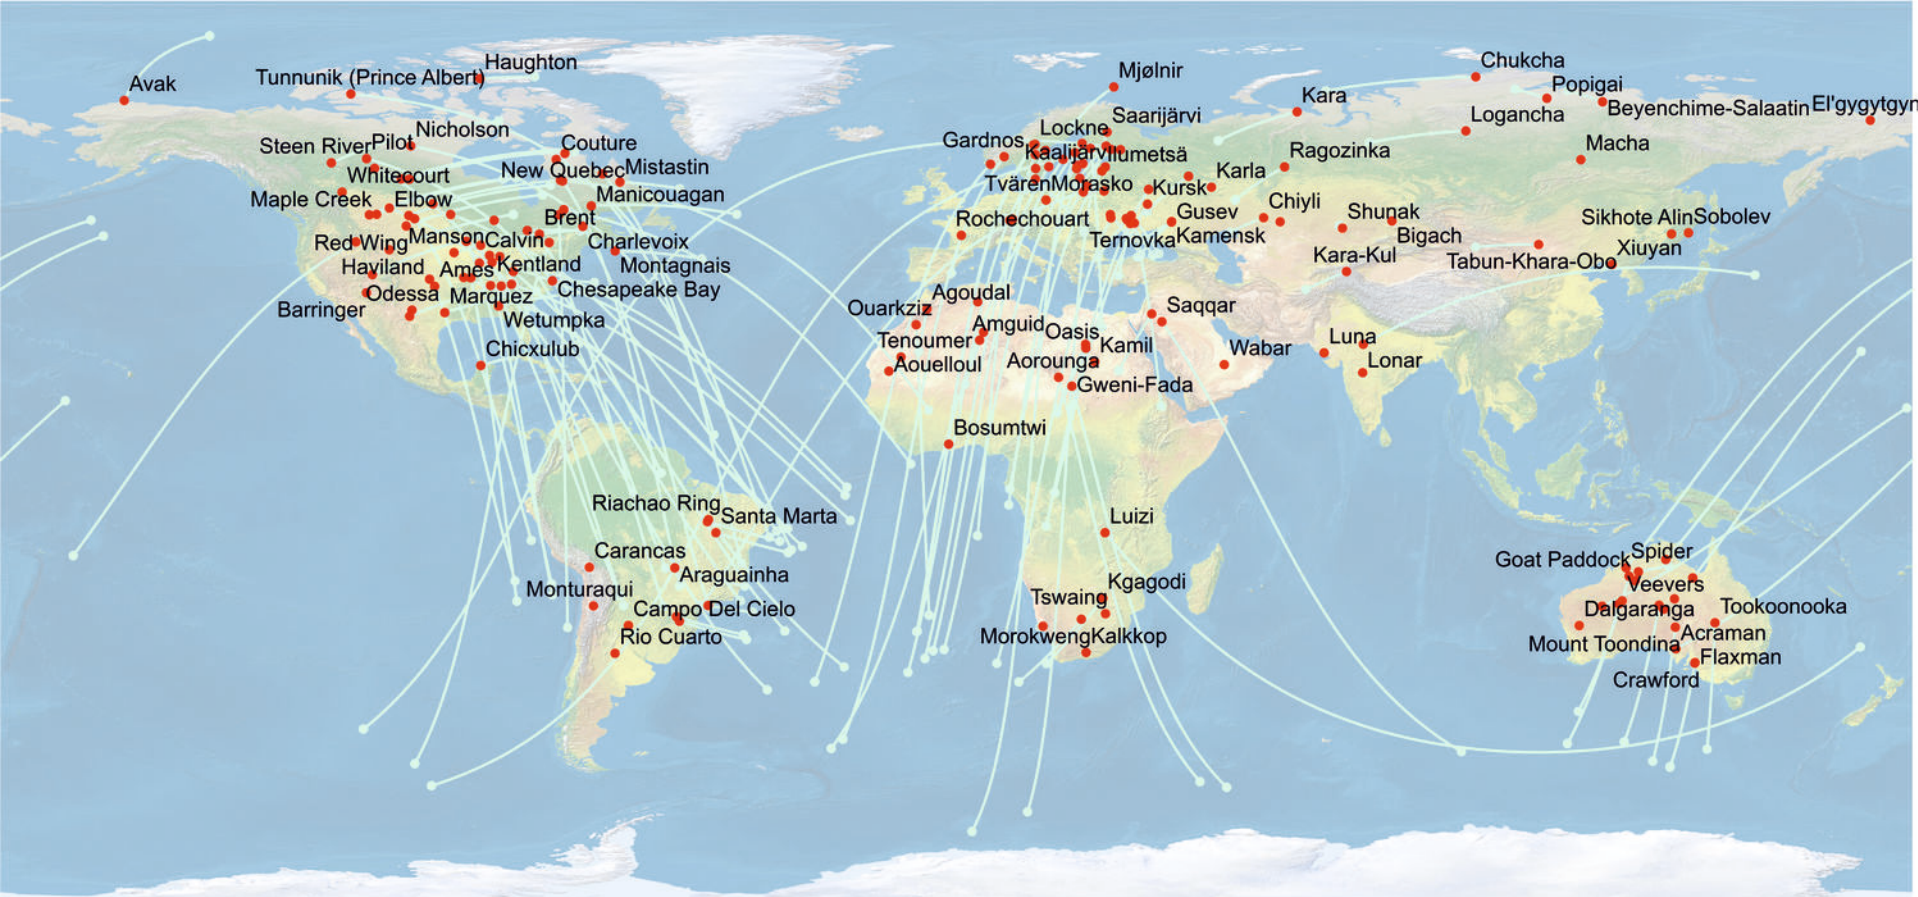 Avak
Tunnunik (Prince Albert)
Haughton
Mjølnir
Chukcha
Popigai
Kara
Beyenchime-Salaatin
El'gygytgyn
Steen River
Pilot
Nicholson
Couture
Gardnos
Lockne
Saarijärvi
Logancha
Macha
Whitecourt
New Quebec
Mistastin
Kaalijärvi
Ilumetsä
Ragozinka
Maple Creek
Elbow
Manicouagan
Tvären
Morasko
Kursk
Karla
Brent
Rochechouart
Gusev
Chiyli
Shunak
Sikhote Alin
Sobolev
Red Wing
Manson
Calvin
Charlevoix
Ternovka
Kamensk
Bigach
Haviland
Ames
Kentland
Montagnais
Kara-Kul
Tabun-Khara-Obo
Xiuyan
Odessa
Marquez
Chesapeake Bay
Barringer
Wetumpka
Ouarkziz
Agoudal
Saqqar
Chicxulub
Tenoumer
Amguid
Oasis
Kamil
Wabar
Luna
Aouelloul
Aorounga
Gweni-Fada
Lonar
Bosumtwi
Riachao Ring
Santa Marta
Luizi
Carancas
Araguainha
Goat Paddock
Spider
Monturaqui
Campo Del Cielo
Tswaing
Kgagodi
Veevers
Dalgaranga
Tookoonooka
Rio Cuarto
Morokweng
Kalkkop
Mount Toondina
Acraman
Flaxman
Crawford